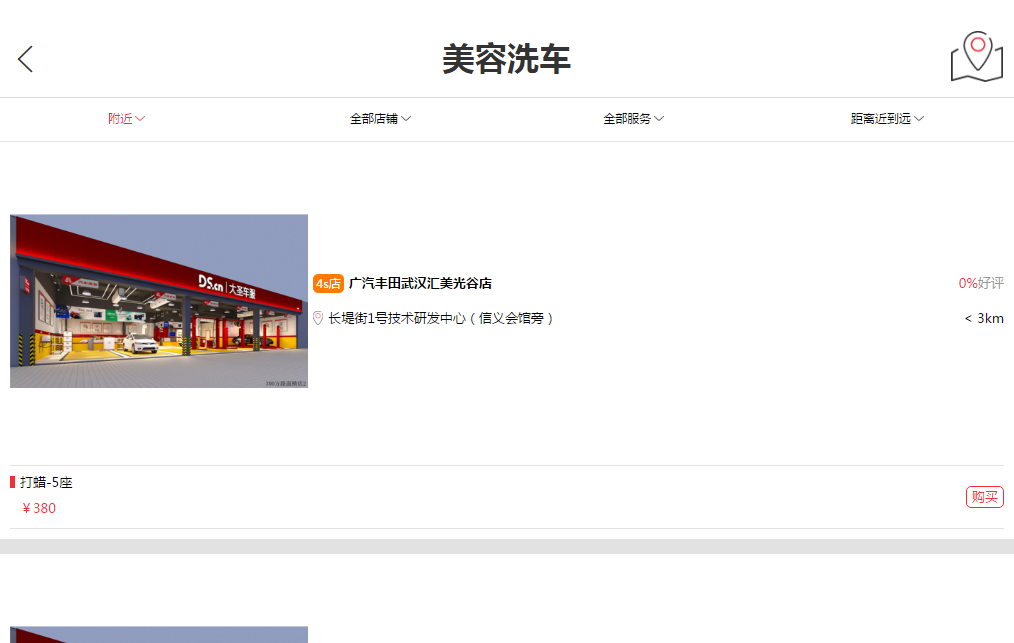 美容洗车
附近
全部店铺
全部服务
距离近到远
DS.cn|大圣车服
4s店 广汽丰田武汉汇美光谷店
0%好评
长堤街1号技术研发中心（信义会馆旁）
< 3km
打蜡-5座
￥380
购买